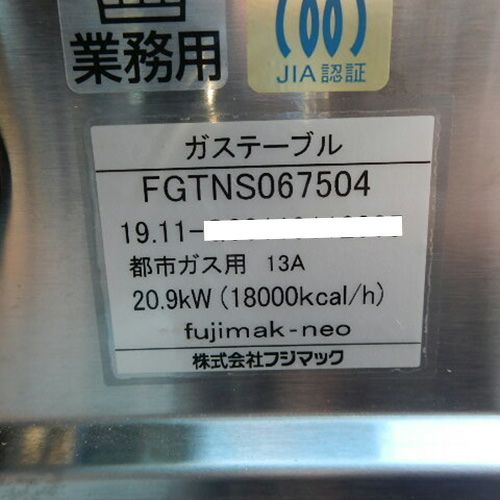 業務用
JIA認証
ガステーブル
FGTNS067504
19.11-
都市ガス用 13A
20.9kW(18000kcal/h)
fujimak-neo
株式会社フジマック